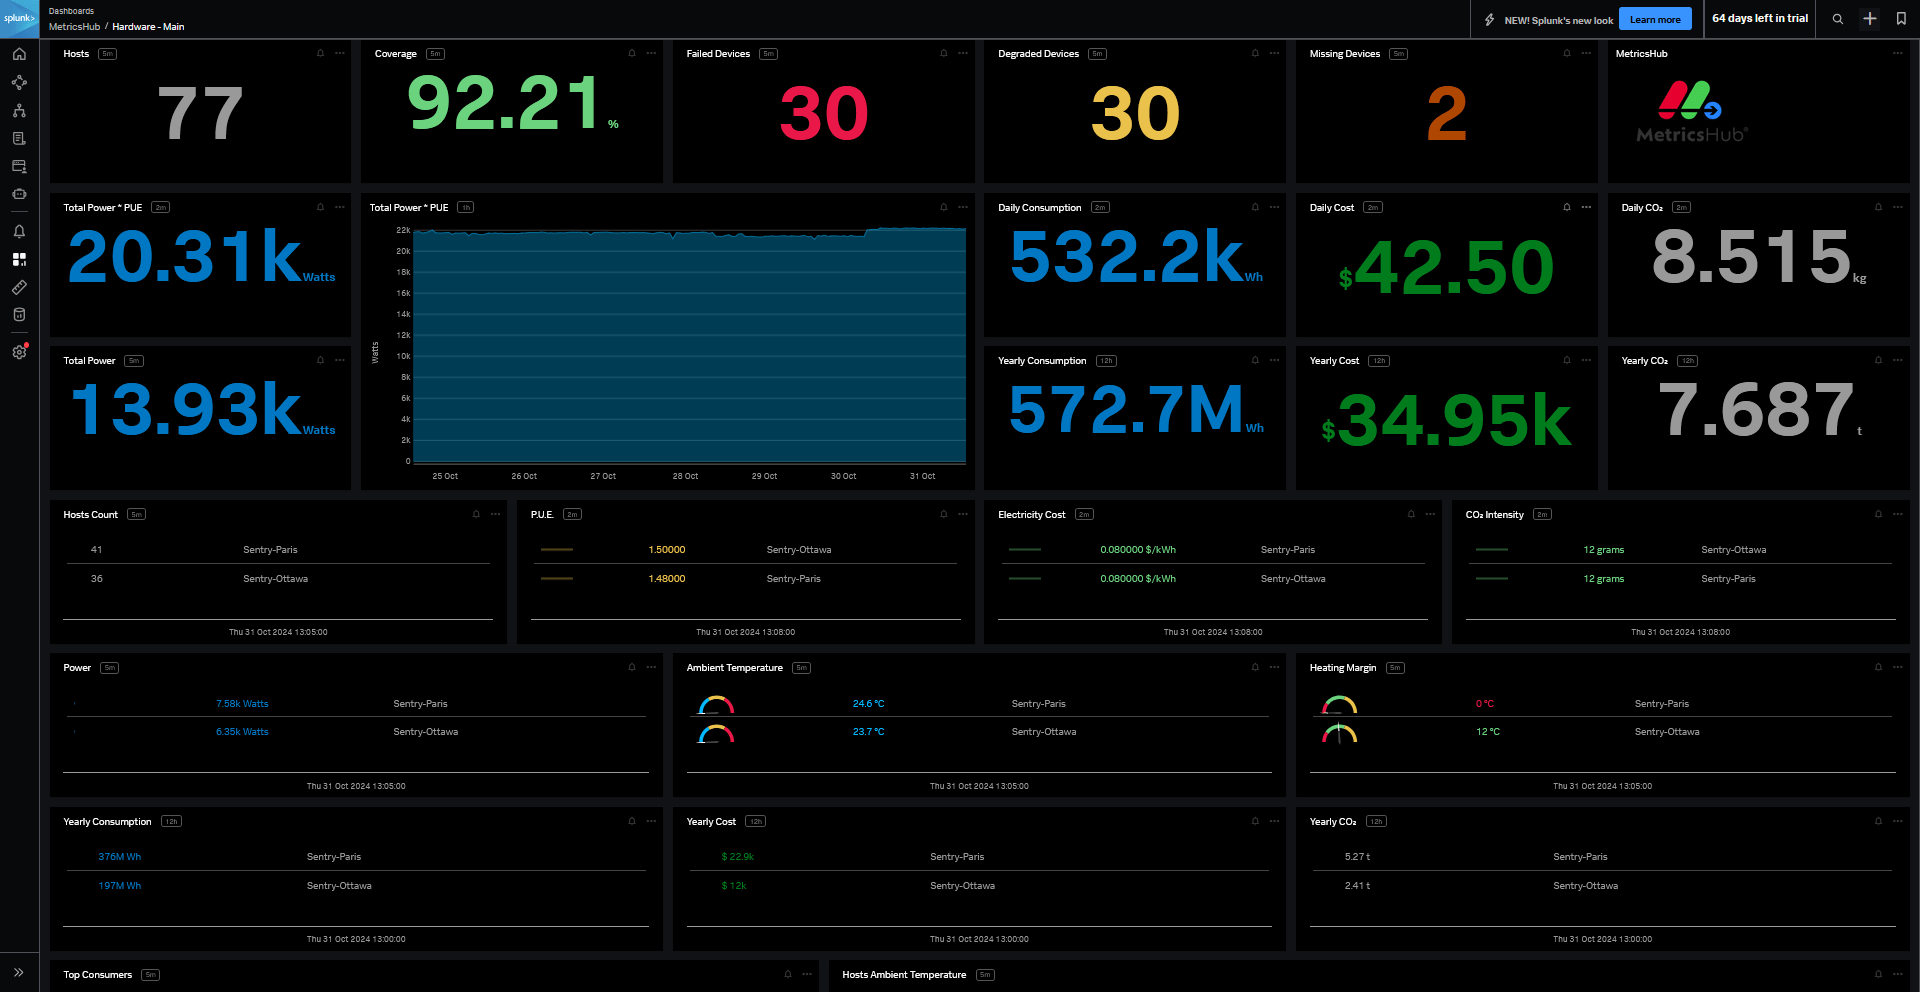 splunk>
Dashboards
MetricsHub / Hardware - Main
NEW! Splunk's new look
Learn more
64 days left in trial
Hosts 5m
77
Coverage 5m
92.21 %
Failed Devices 5m
30
Degraded Devices 5m
30
Missing Devices 5m
2
MetricsHub
MetricsHub®
Total Power * PUE 2m
20.31k Watts
Total Power * PUE 1h
Watts
22k
20k
18k
16k
14k
12k
10k
8k
6k
4k
2k
0
25 Oct 26 Oct 27 Oct 28 Oct 29 Oct 30 Oct 31 Oct
Daily Consumption 2m
532.2k Wh
Daily Cost 2m
$42.50
Daily CO₂ 2m
8.515 kg
Total Power 5m
13.93k Watts
Yearly Consumption 12h
572.7M Wh
Yearly Cost 12h
$34.95k
Yearly CO₂ 12h
7.687 t
Hosts Count 5m
41 Sentry-Paris
36 Sentry-Ottawa
Thu 31 Oct 2024 13:05:00
P.U.E. 2m
1.50000 Sentry-Ottawa
1.48000 Sentry-Paris
Thu 31 Oct 2024 13:08:00
Electricity Cost 2m
0.080000 $/kWh Sentry-Paris
0.080000 $/kWh Sentry-Ottawa
Thu 31 Oct 2024 13:08:00
CO₂ Intensity 2m
12 grams Sentry-Ottawa
12 grams Sentry-Paris
Thu 31 Oct 2024 13:08:00
Power 5m
7.58k Watts Sentry-Paris
6.35k Watts Sentry-Ottawa
Thu 31 Oct 2024 13:05:00
Ambient Temperature 5m
24.6 °C Sentry-Paris
23.7 °C Sentry-Ottawa
Thu 31 Oct 2024 13:05:00
Heating Margin 5m
0 °C Sentry-Paris
12 °C Sentry-Ottawa
Thu 31 Oct 2024 13:05:00
Yearly Consumption 12h
376M Wh Sentry-Paris
197M Wh Sentry-Ottawa
Thu 31 Oct 2024 13:00:00
Yearly Cost 12h
$ 22.9k Sentry-Paris
$ 12k Sentry-Ottawa
Thu 31 Oct 2024 13:00:00
Yearly CO₂ 12h
5.27 t Sentry-Paris
2.41 t Sentry-Ottawa
Thu 31 Oct 2024 13:00:00
Top Consumers 5m
Hosts Ambient Temperature 5m